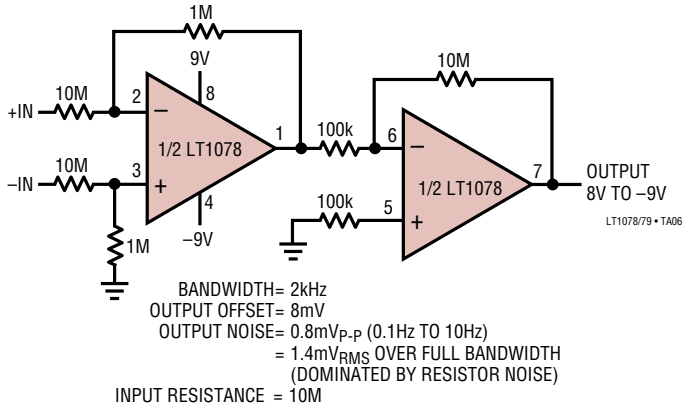 1M
9V
10M
10M
2
8
+IN
−
1
100k
6
−
1/2 LT1078
7
OUTPUT
10M
3
1/2 LT1078
8V TO −9V
−IN
+
4
100k
5
+
LT1078/79 • TA06
1M
−9V
BANDWIDTH= 2kHz
OUTPUT OFFSET= 8mV
OUTPUT NOISE= 0.8mVP-P (0.1Hz TO 10Hz)
= 1.4mVRMS OVER FULL BANDWIDTH
(DOMINATED BY RESISTOR NOISE)
INPUT RESISTANCE = 10M